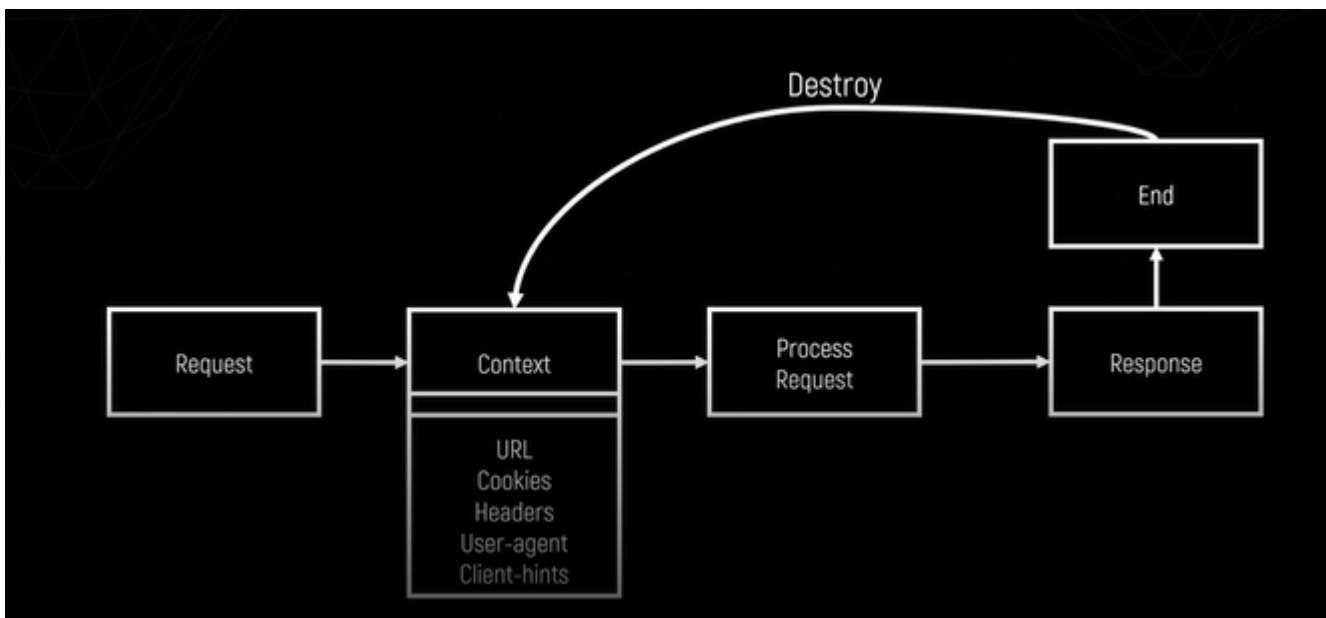 Destroy
End
Request
Context
Process
Request
Response
URL
Cookies
Headers
User-agent
Client-hints